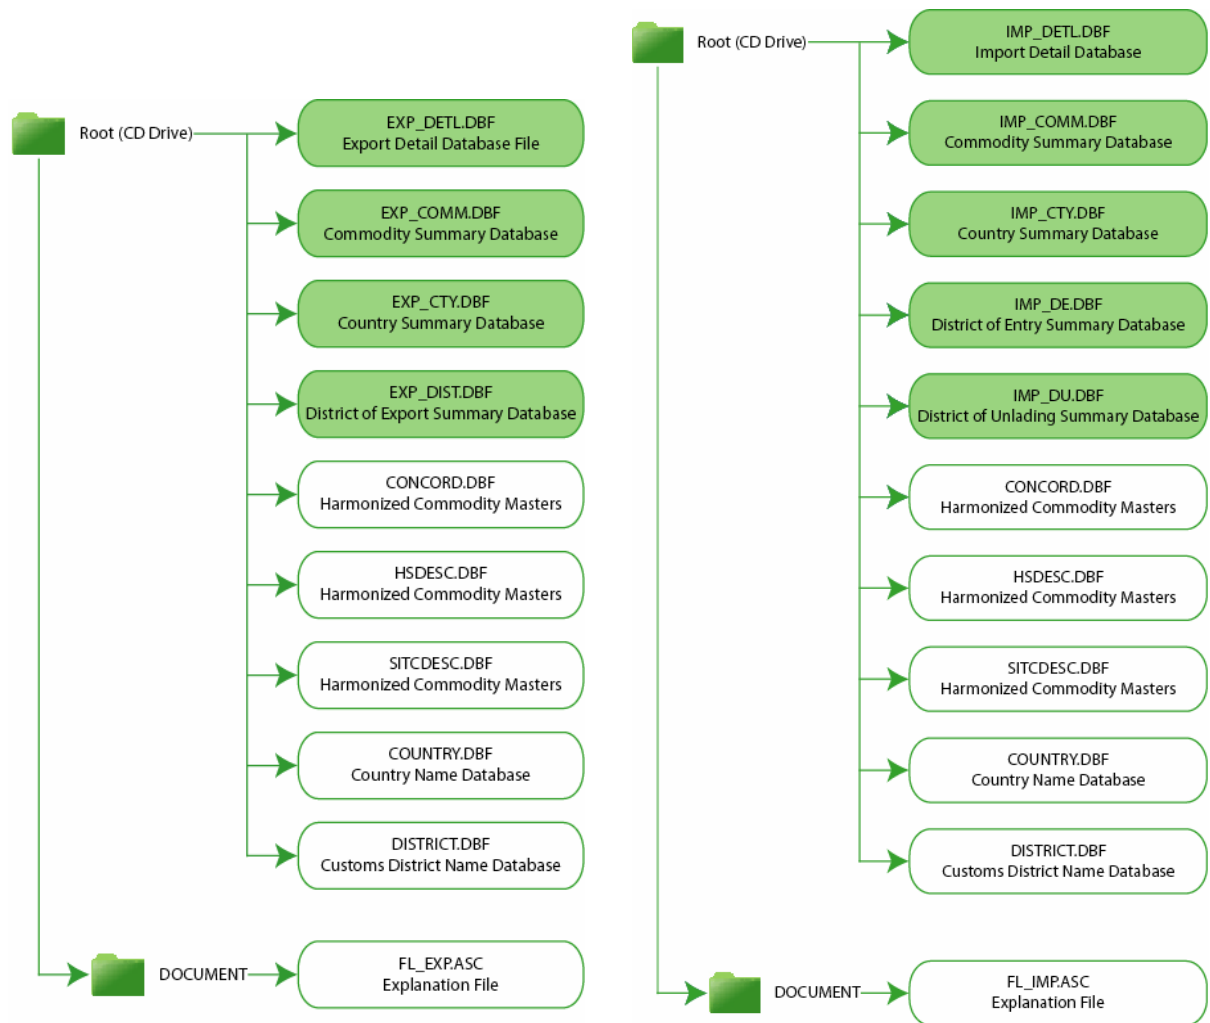 Root (CD Drive)
EXP_DETL.DBF
Export Detail Database File
EXP_COMM.DBF
Commodity Summary Database
EXP_CTY.DBF
Country Summary Database
EXP_DIST.DBF
District of Export Summary Database
CONCORD.DBF
Harmonized Commodity Masters
HSDESC.DBF
Harmonized Commodity Masters
SITCDESC.DBF
Harmonized Commodity Masters
COUNTRY.DBF
Country Name Database
DISTRICT.DBF
Customs District Name Database
DOCUMENT
FL_EXP.ASC
Explanation File
Root (CD Drive)
IMP_DETL.DBF
Import Detail Database
IMP_COMM.DBF
Commodity Summary Database
IMP_CTY.DBF
Country Summary Database
IMP_DE.DBF
District of Entry Summary Database
IMP_DU.DBF
District of Unlading Summary Database
CONCORD.DBF
Harmonized Commodity Masters
HSDESC.DBF
Harmonized Commodity Masters
SITCDESC.DBF
Harmonized Commodity Masters
COUNTRY.DBF
Country Name Database
DISTRICT.DBF
Customs District Name Database
DOCUMENT
FL_IMP.ASC
Explanation File